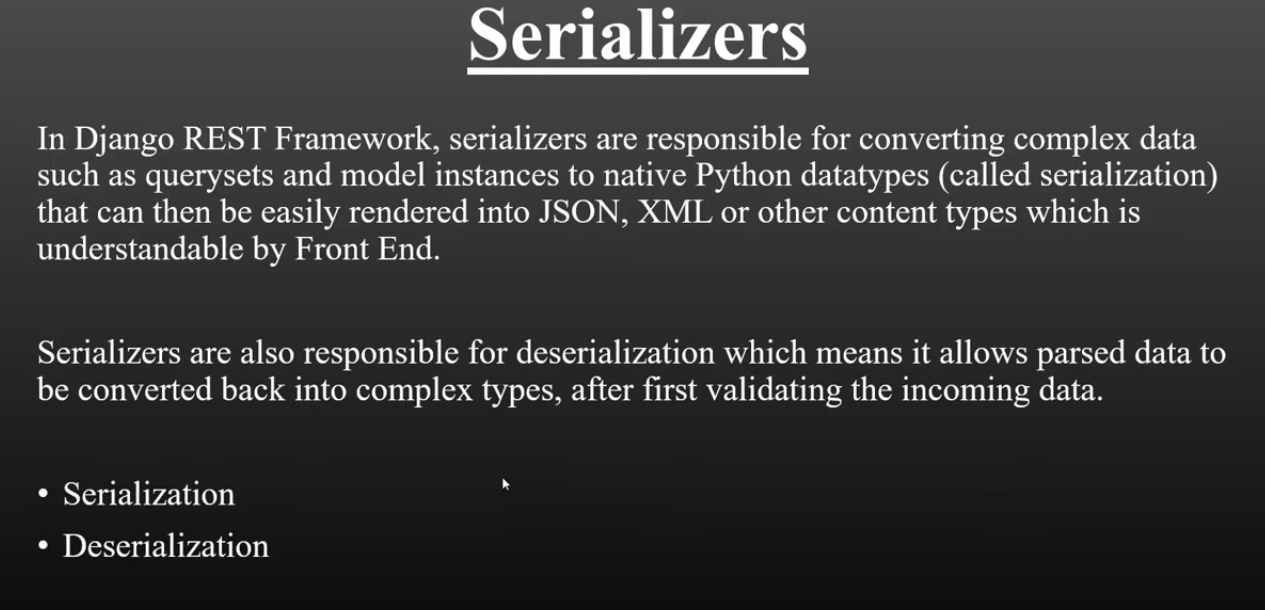 Serializers
In Django REST Framework, serializers are responsible for converting complex data
such as querysets and model instances to native Python datatypes (called serialization)
that can then be easily rendered into JSON, XML or other content types which is
understandable by Front End.
Serializers are also responsible for deserialization which means it allows parsed data to
be converted back into complex types, after first validating the incoming data.
• Serialization
• Deserialization